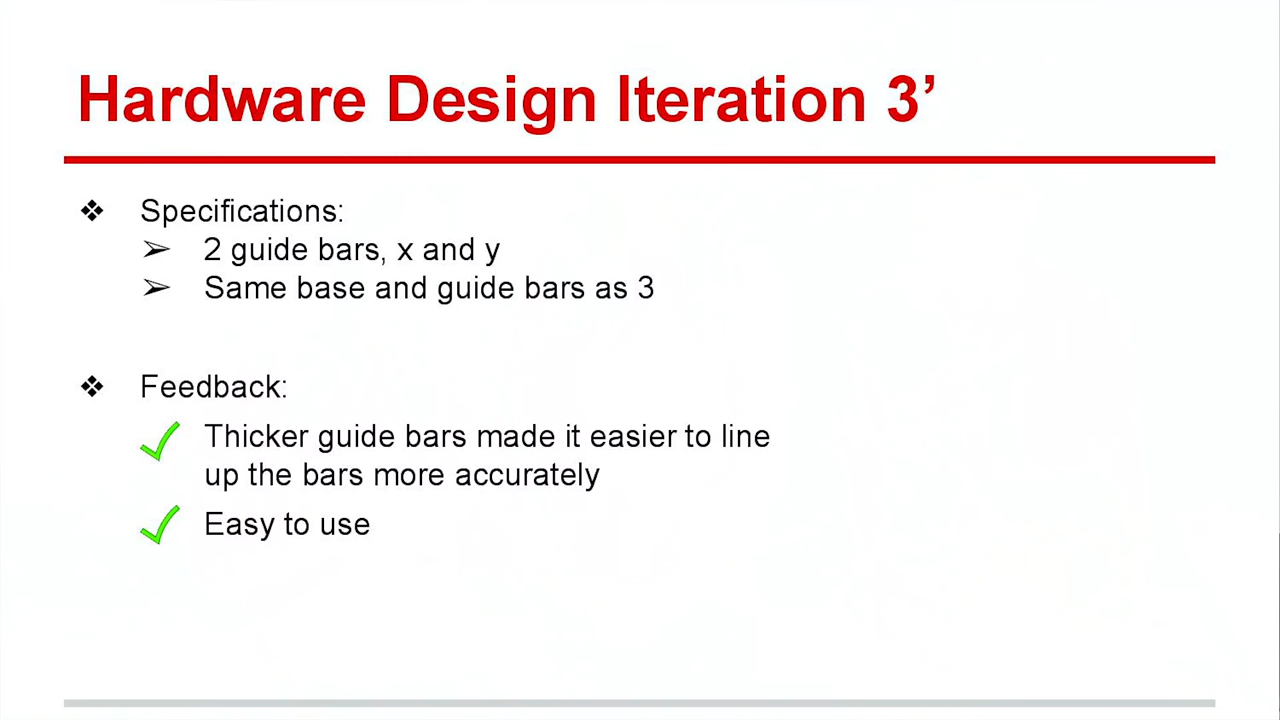 Hardware Design Iteration 3’
❖ Specifications:
➢ 2 guide bars, x and y
➢ Same base and guide bars as 3
❖ Feedback:
Thicker guide bars made it easier to line
up the bars more accurately
Easy to use